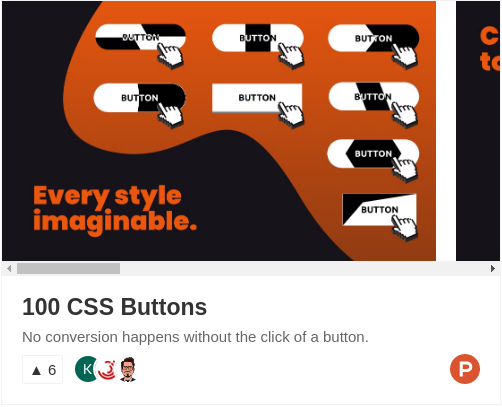 BUTTON BUTTON BUTTON
BUTTON BUTTON BUTTON
BUTTON
BUTTON
Every style
imaginable.
C
to
100 CSS Buttons
No conversion happens without the click of a button.
▲ 6
K
P